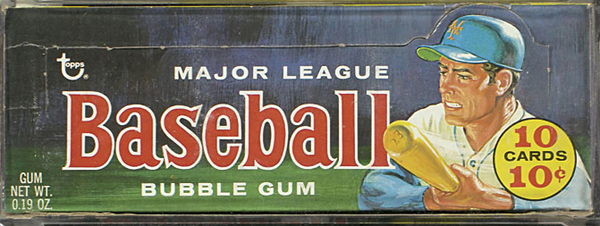 topps
MAJOR LEAGUE
Baseball
BUBBLE GUM
GUM
NET WT.
0.19 OZ.
10
CARDS
10¢